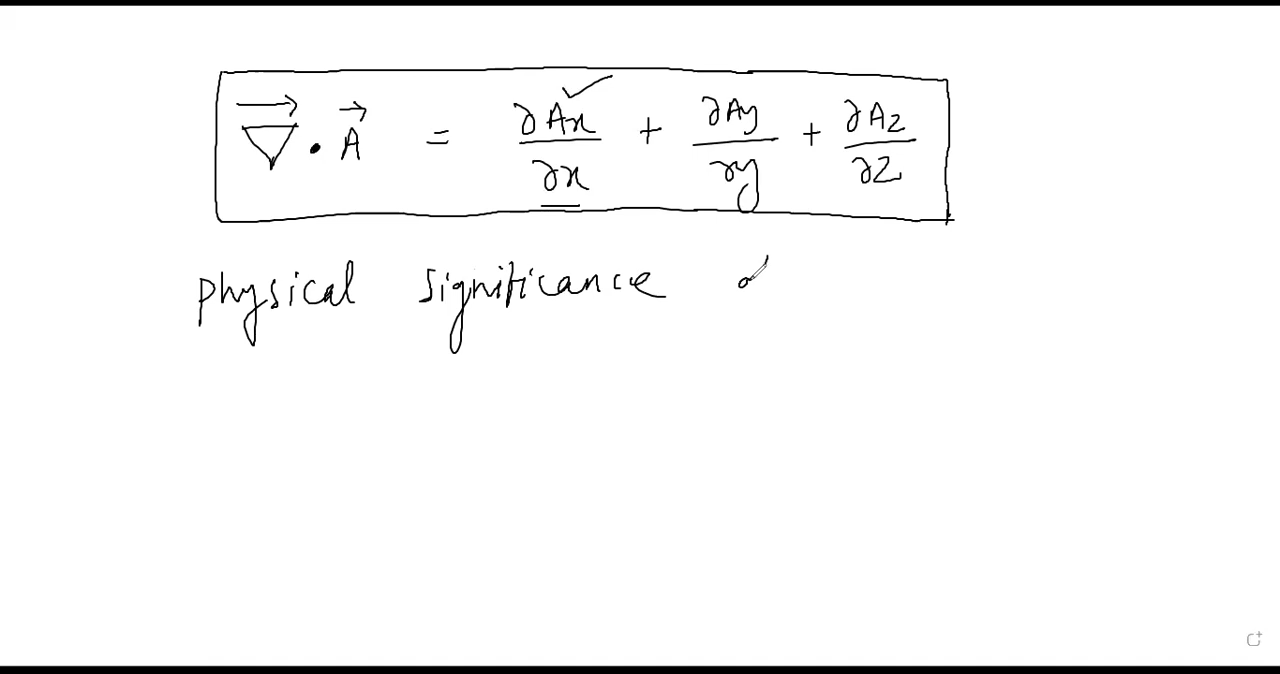 ∇⃗ · A⃗ = ∂Ax/∂x + ∂Ay/∂y + ∂Az/∂z
Physical significance